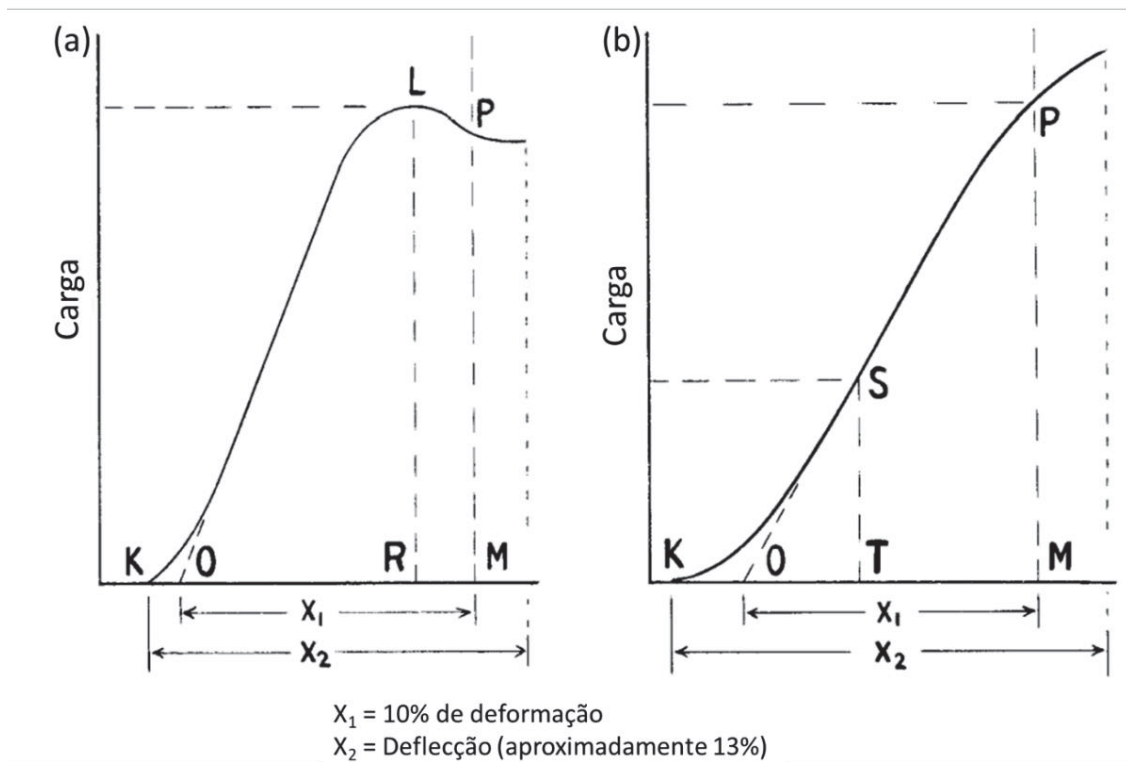 (a)
Carga
L
P
K
O
R
M
X₁
X₂
(b)
Carga
P
S
K
O
T
M
X₁
X₂
X₁ = 10% de deformação
X₂ = Deflecção (aproximadamente 13%)